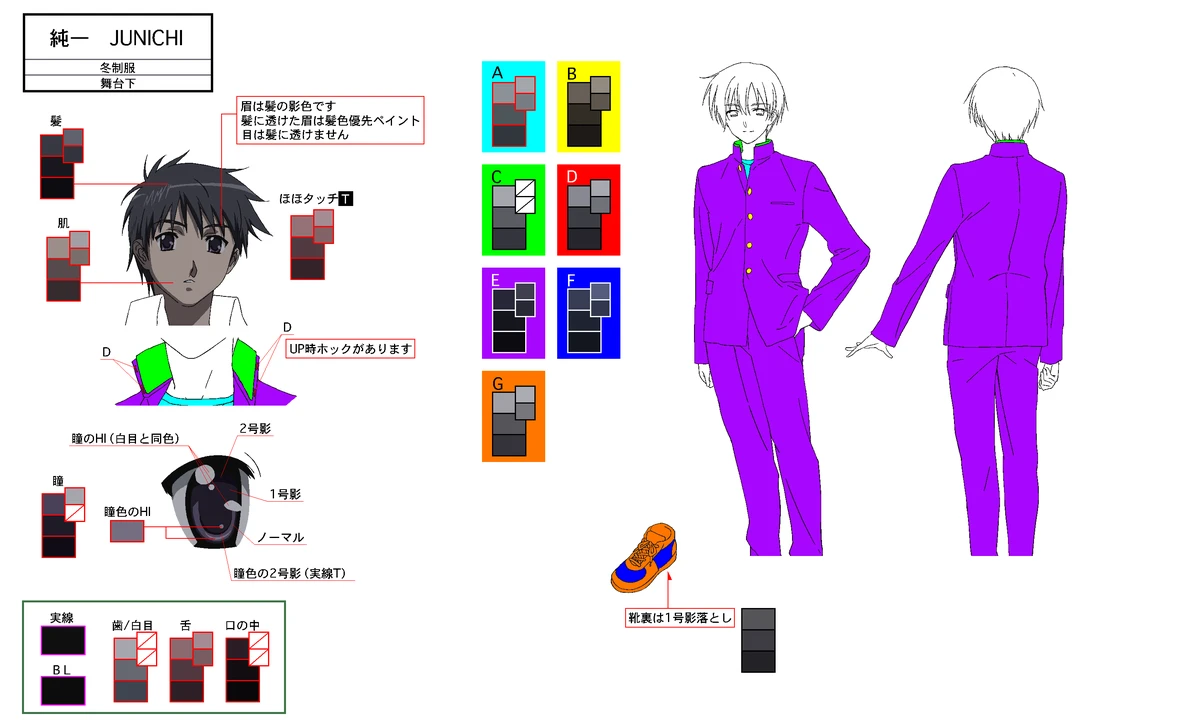 純一 JUNICHI
冬制服
舞台下
眉は髪の影色です
髪に透けた眉は髪色優先ペイント
目は髪に透けません
髪
ほほタッチT
肌
D
D
UP時ホックがあります
瞳のHI(白目と同色)
2号影
瞳
1号影
瞳色のHI
ノーマル
瞳色の2号影(実線T)
実線
BL
歯/白目
舌
口の中
A
B
C
D
E
F
G
靴裏は1号影落とし